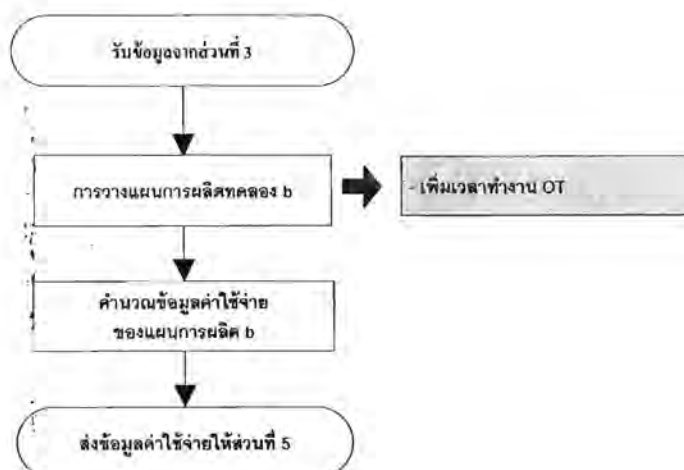 รับข้อมูลจากส่วนที่ 3
การวางแผนการผลิตทดลอง b
- เพิ่มเวลาทำงาน OT
คำนวณข้อมูลค่าใช้จ่าย
ของแผนการผลิต b
ส่งข้อมูลค่าใช้จ่ายให้ส่วนที่ 5